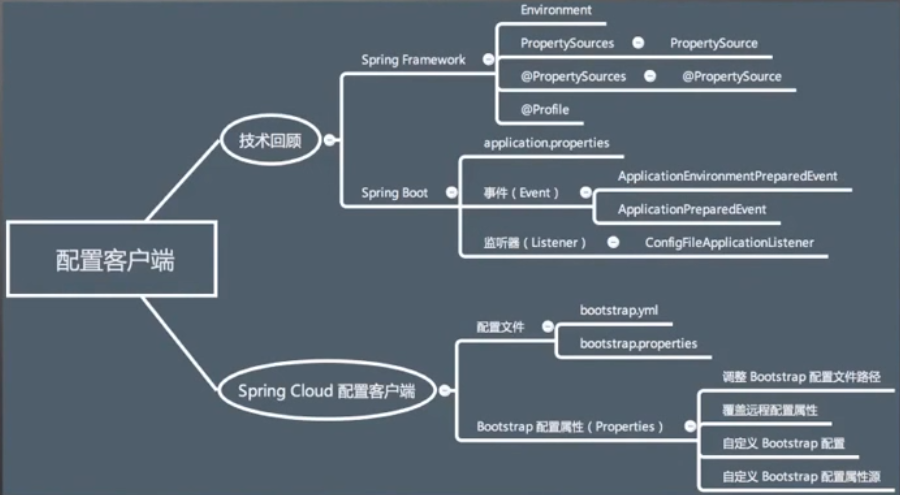 配置客户端
技术回顾
Spring Framework
Environment
PropertySources
PropertySource
@PropertySources
@PropertySource
@Profile
Spring Boot
application.properties
事件（Event）
ApplicationEnvironmentPreparedEvent
ApplicationPreparedEvent
监听器（Listener）
ConfigFileApplicationListener
Spring Cloud 配置客户端
配置文件
bootstrap.yml
bootstrap.properties
Bootstrap 配置属性（Properties）
调整 Bootstrap 配置文件路径
覆盖远程配置属性
自定义 Bootstrap 配置
自定义 Bootstrap 配置属性源